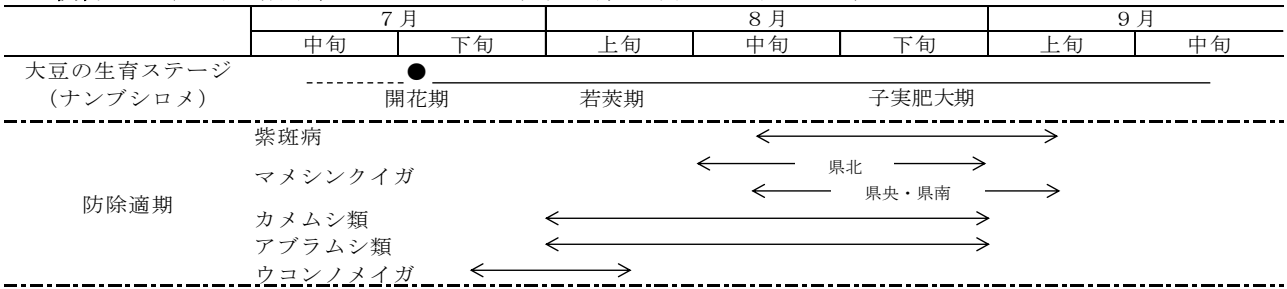 7月 8月 9月
中旬 下旬 上旬 中旬 下旬 上旬 中旬
大豆の生育ステージ
(ナンブシロメ)
開花期 若莢期 子実肥大期
防除適期
紫斑病
マメシンクイガ
県北
県央・県南
カメムシ類
アブラムシ類
ウコンノメイガ